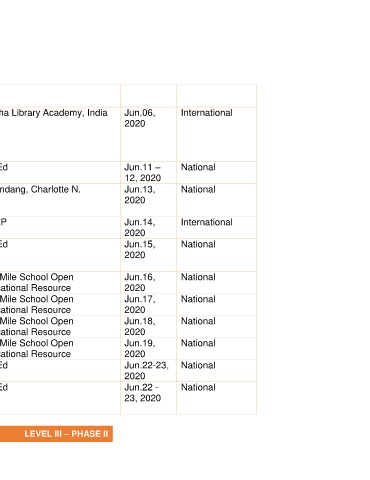 ha Library Academy, India Jun.06, International
2020
Ed Jun.11 – National
12, 2020
ndang, Charlotte N. Jun.13, National
2020
P Jun.14, International
2020
Ed Jun.15, National
2020
Mile School Open Jun.16, National
cational Resource 2020
Mile School Open Jun.17, National
cational Resource 2020
Mile School Open Jun.18, National
cational Resource 2020
Mile School Open Jun.19, National
cational Resource 2020
Ed Jun.22-23, National
2020
Ed Jun.22 - National
23, 2020
LEVEL III – PHASE II